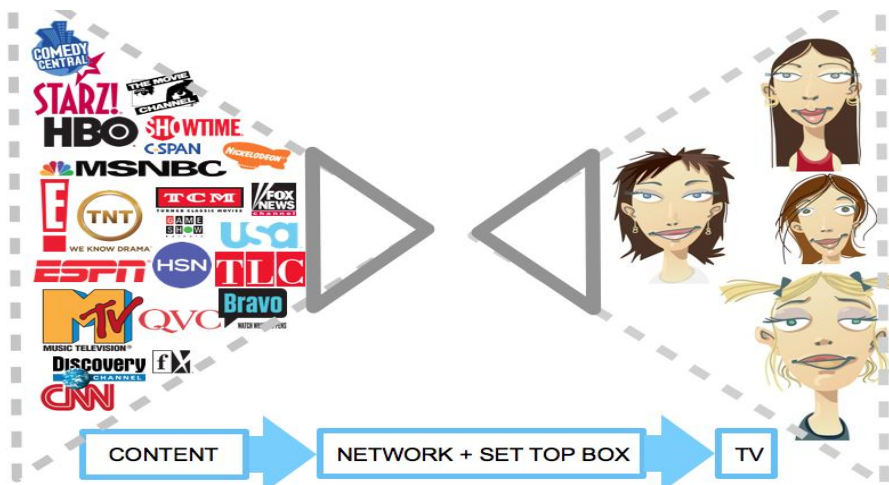 COMEDY
CENTRAL
STARZ!
THE MOVIE
CHANNEL
HBO
SHOWTIME
C-SPAN
NICKELODEON
MSNBC
E!
TNT
WE KNOW DRAMA
TCM
TURNER CLASSIC MOVIES
FOX
NEWS
channel
GAME
SHOW
USA
ESPN
HSN
TLC
MTV
MUSIC TELEVISION®
QVC
Bravo
Discovery
CHANNEL
fX
CNN
CONTENT
NETWORK + SET TOP BOX
TV